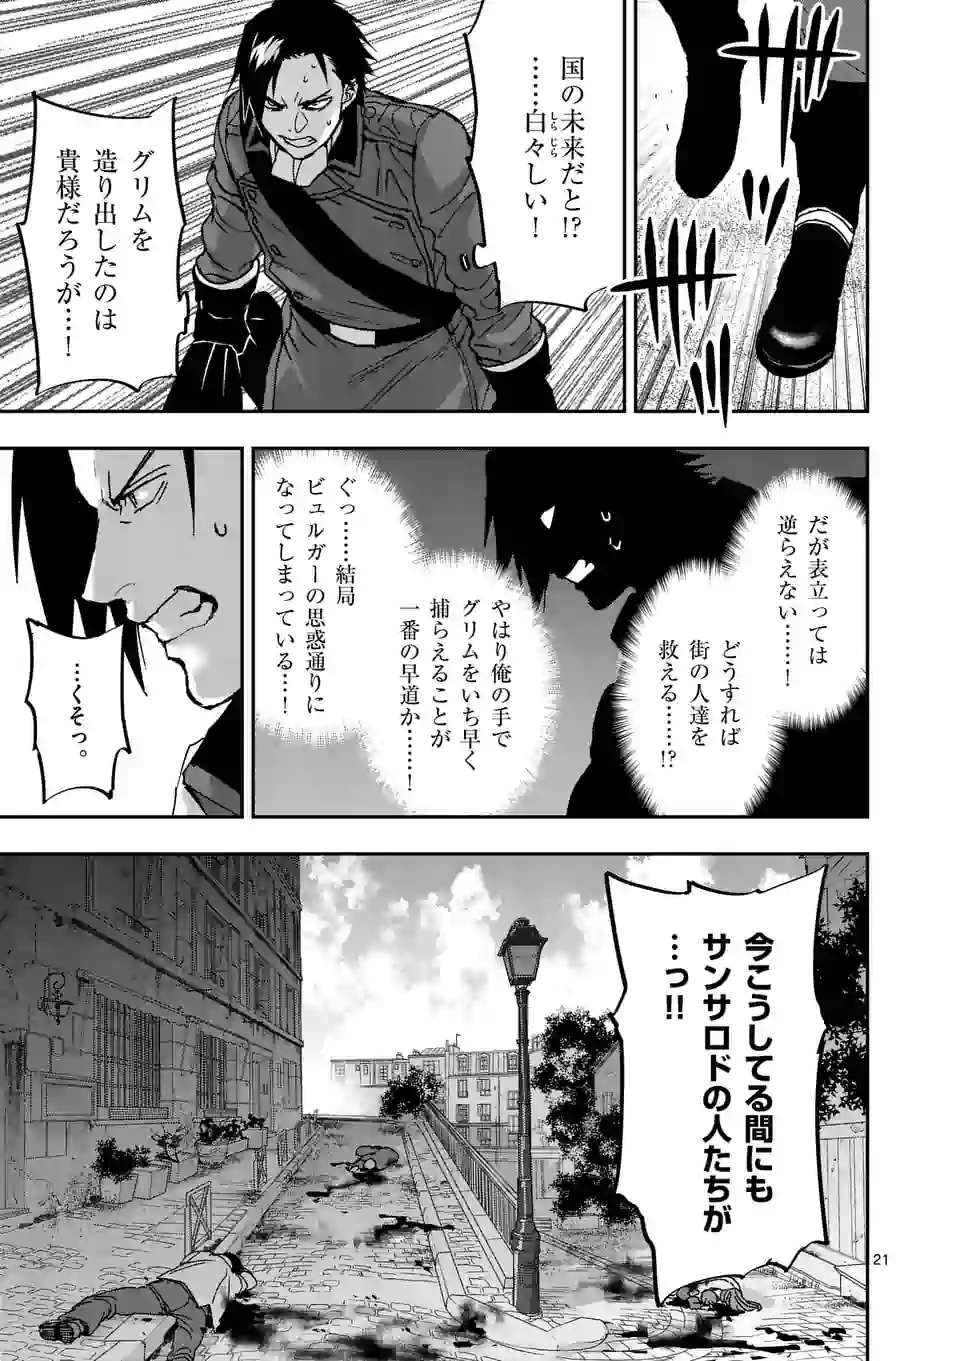 国の未来だと!?
……白々しい！
しらじら
グリムを
造り出したのは
貴様だろうが…！
だが表立っては
逆らえない……！
どうすれば
街の人達を
救える……!?
やはり俺の手で
グリムをいち早く
捕らえることが
一番の早道か……！
ぐっ……結局
ビュルガーの思惑通りに
なってしまっている…！
…くそっ。
今こうしてる間にも
サンサロドの人たちが
…っ!!
21